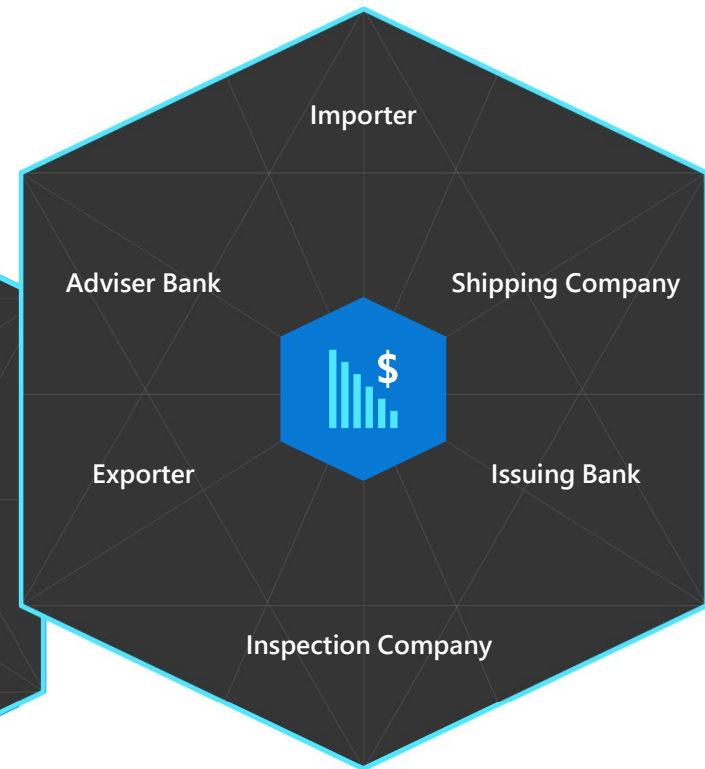 Importer
Adviser Bank
Shipping Company
$
Exporter
Issuing Bank
Inspection Company